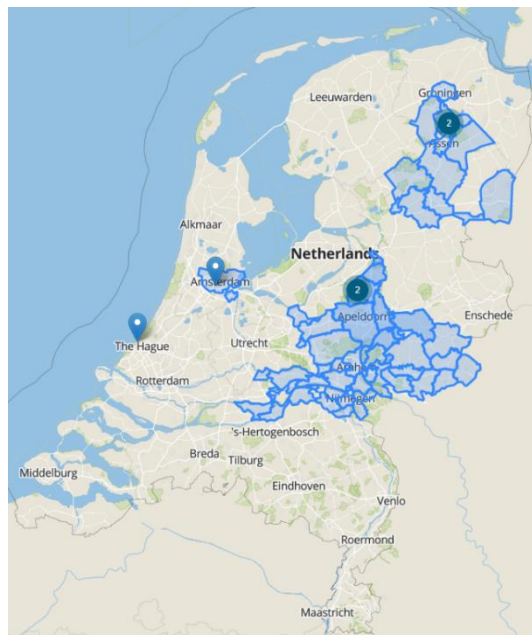 Leeuwarden
Groningen
2
Assen
Alkmaar
Netherlands
Amsterdam
2
Apeldoorn
Enschede
The Hague
Utrecht
Rotterdam
Arnhem
Nijmegen
's-Hertogenbosch
Breda
Tilburg
Middelburg
Eindhoven
Venlo
Roermond
Maastricht